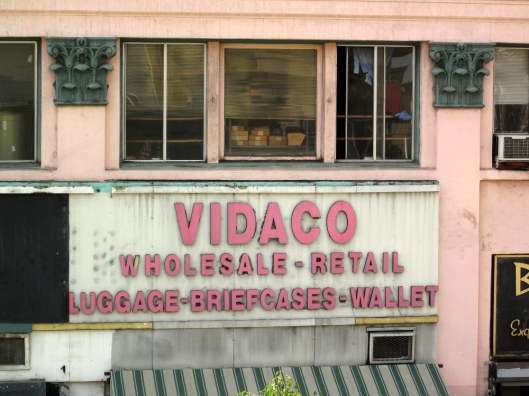 VIDACO
WHOLESALE - RETAIL
LUGGAGE-BRIEFCASES-WALLET